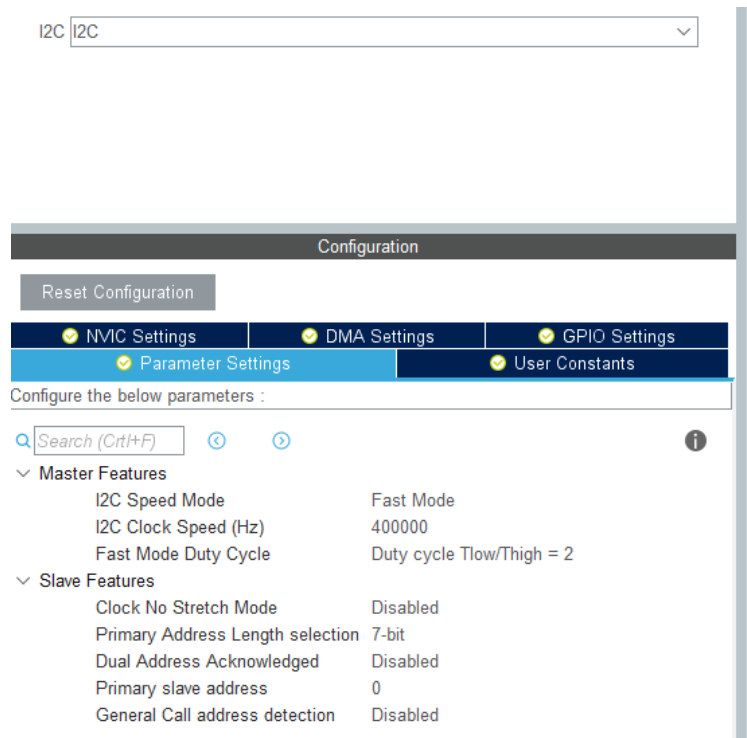 I2C I2C
Configuration
Reset Configuration
NVIC Settings DMA Settings GPIO Settings
Parameter Settings User Constants
Configure the below parameters :
Search (Crtl+F)
Master Features
I2C Speed Mode Fast Mode
I2C Clock Speed (Hz) 400000
Fast Mode Duty Cycle Duty cycle Tlow/Thigh = 2
Slave Features
Clock No Stretch Mode Disabled
Primary Address Length selection 7-bit
Dual Address Acknowledged Disabled
Primary slave address 0
General Call address detection Disabled